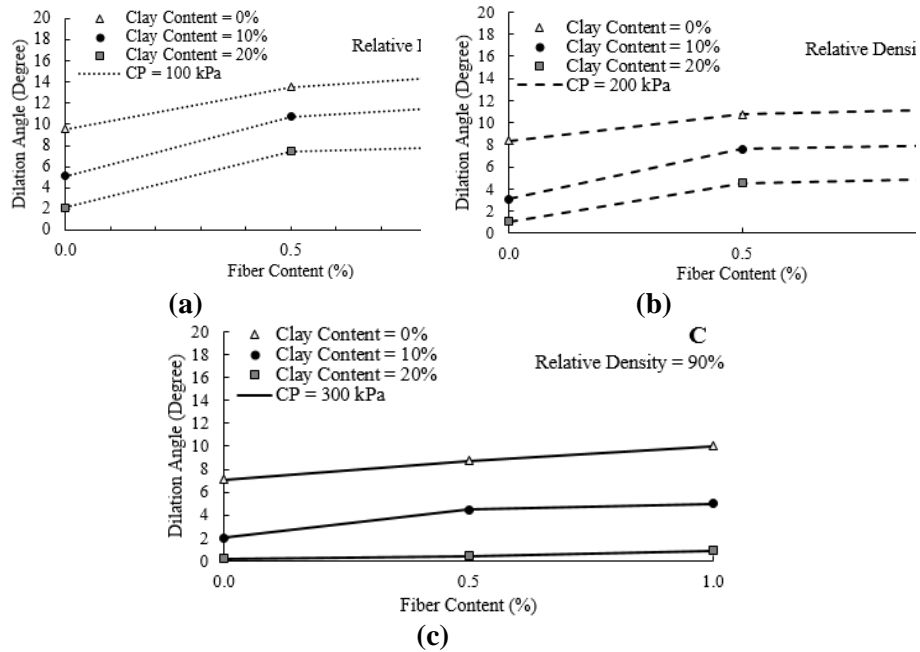 20
18
16
14
12
10
8
6
4
2
0
Dilation Angle (Degree)
Clay Content = 0%
Clay Content = 10%
Clay Content = 20%
CP = 100 kPa
Relative
0.0
0.5
Fiber Content (%)
(a)
20
18
16
14
12
10
8
6
4
2
0
Dilation Angle (Degree)
Clay Content = 0%
Clay Content = 10%
Clay Content = 20%
CP = 200 kPa
Relative Densi
0.0
0.5
Fiber Content (%)
(b)
20
18
16
14
12
10
8
6
4
2
0
Dilation Angle (Degree)
Clay Content = 0%
Clay Content = 10%
Clay Content = 20%
CP = 300 kPa
C
Relative Density = 90%
0.0
0.5
1.0
Fiber Content (%)
(c)